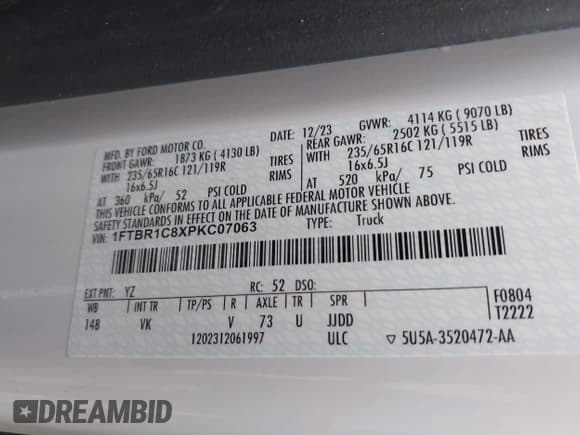 MFD. BY FORD MOTOR CO.
DATE: 12/23
GVWR: 4114 KG ( 9070 LB)
FRONT GAWR: 1873 KG ( 4130 LB)
REAR GAWR: 2502 KG ( 5515 LB)
WITH 235/65R16C 121/119R TIRES
WITH 235/65R16C 121/119R TIRES
16x6.5J RIMS
16x6.5J RIMS
AT 360 kPa/ 52 PSI COLD
AT 520 kPa/ 75 PSI COLD
THIS VEHICLE CONFORMS TO ALL APPLICABLE FEDERAL MOTOR VEHICLE
SAFETY STANDARDS IN EFFECT ON THE DATE OF MANUFACTURE SHOWN ABOVE.
VIN: 1FTBR1C8XPKC07063
TYPE: Truck
EXT PNT: YZ RC: 52 DSO:
WB INT TR TP/PS R AXLE TR SPR
148 VK V 73 U JJDD
1202312061997 ULC
F0804
T2222
5U5A-3520472-AA
DREAMBID